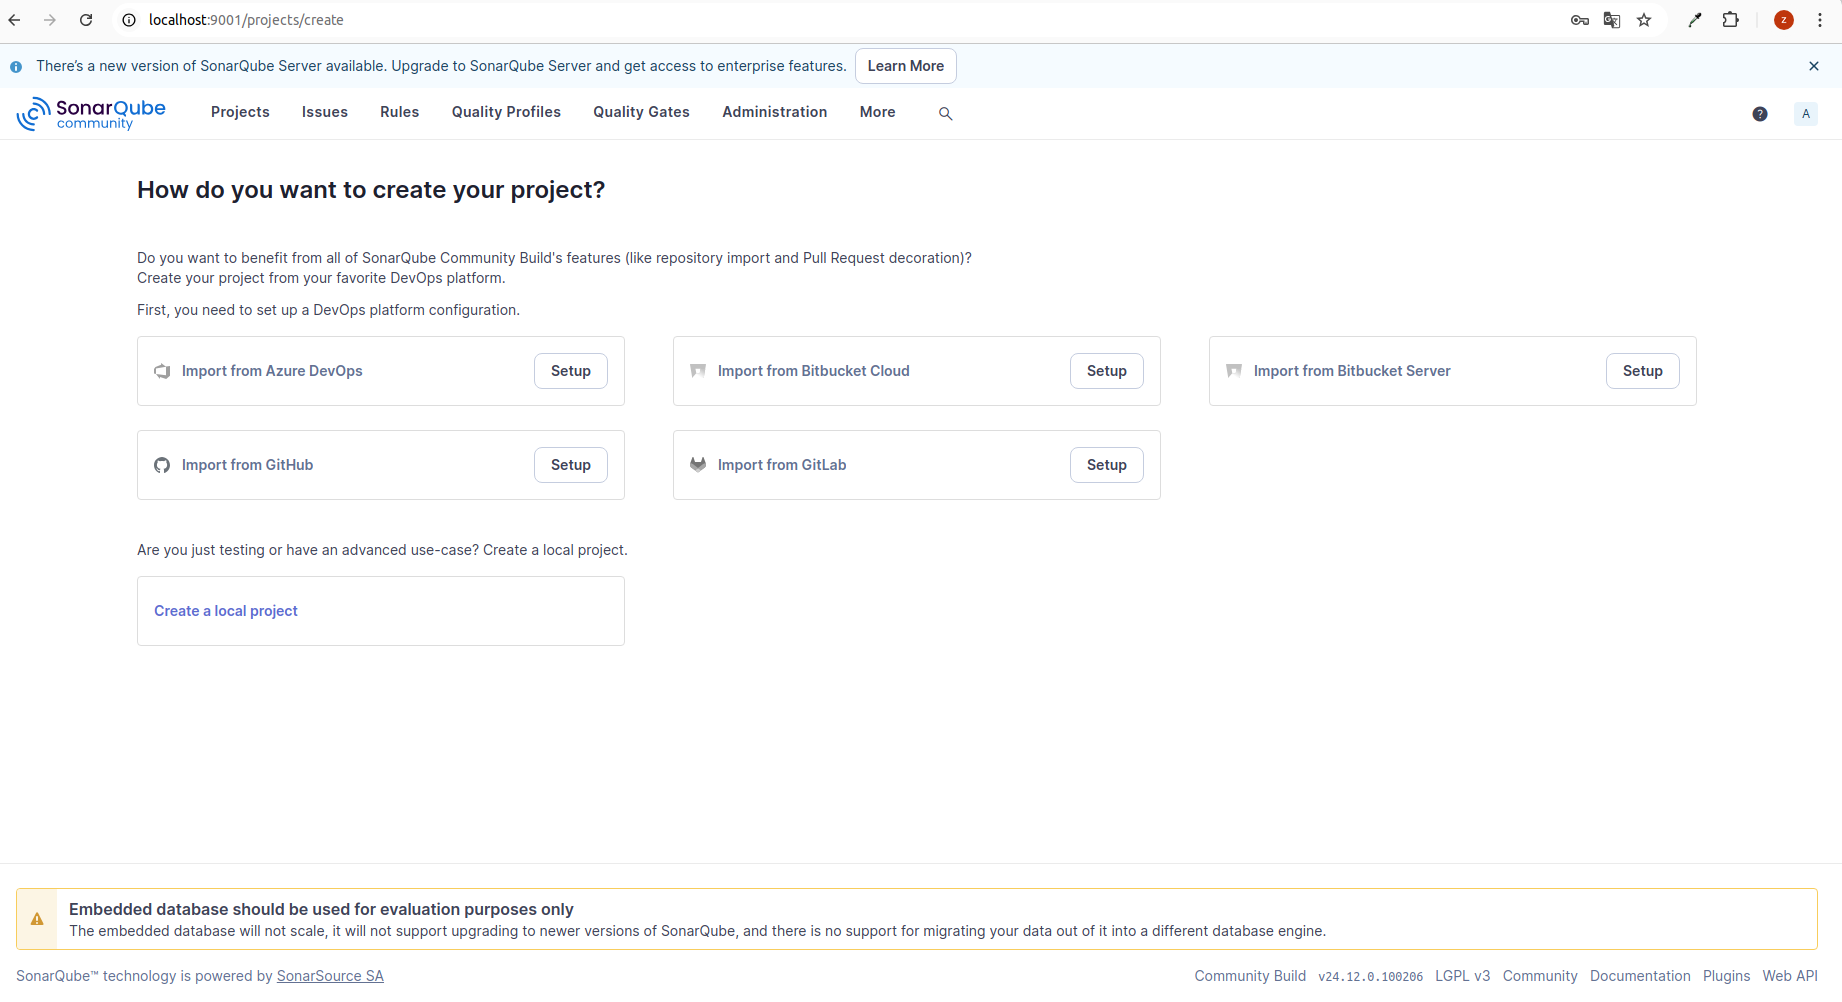 localhost:9001/projects/create
z
There's a new version of SonarQube Server available. Upgrade to SonarQube Server and get access to enterprise features. Learn More
SonarQube community
Projects Issues Rules Quality Profiles Quality Gates Administration More
? A
How do you want to create your project?
Do you want to benefit from all of SonarQube Community Build's features (like repository import and Pull Request decoration)?
Create your project from your favorite DevOps platform.
First, you need to set up a DevOps platform configuration.
Import from Azure DevOps Setup
Import from Bitbucket Cloud Setup
Import from Bitbucket Server Setup
Import from GitHub Setup
Import from GitLab Setup
Are you just testing or have an advanced use-case? Create a local project.
Create a local project
Embedded database should be used for evaluation purposes only
The embedded database will not scale, it will not support upgrading to newer versions of SonarQube, and there is no support for migrating your data out of it into a different database engine.
SonarQube™ technology is powered by SonarSource SA
Community Build v24.12.0.100206 LGPL v3 Community Documentation Plugins Web API